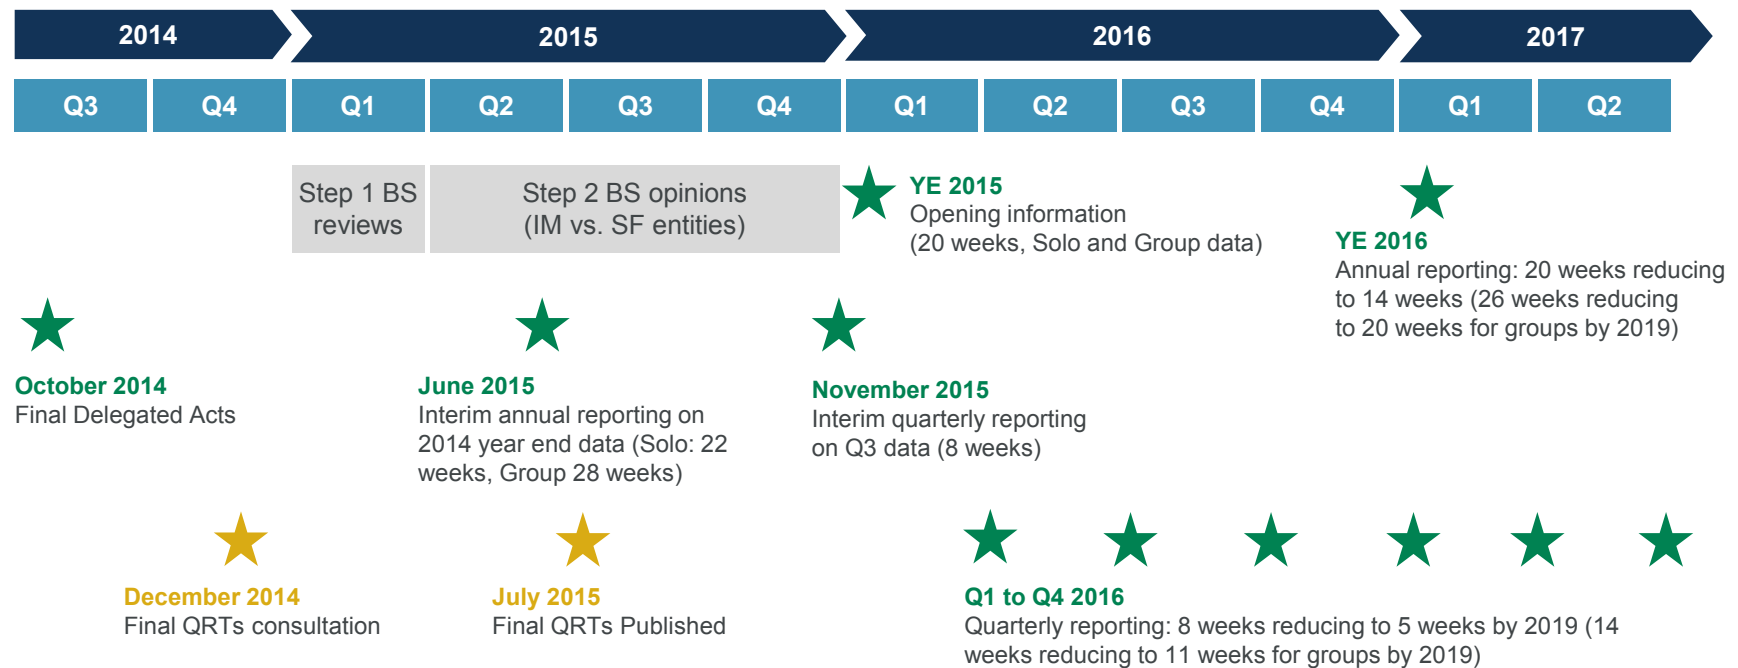 2014
2015
2016
2017
Q3
Q4
Q1
Q2
Q3
Q4
Q1
Q2
Q3
Q4
Q1
Q2
Step 1 BS
reviews
Step 2 BS opinions
(IM vs. SF entities)
YE 2015
Opening information
(20 weeks, Solo and Group data)
YE 2016
Annual reporting: 20 weeks reducing
to 14 weeks (26 weeks reducing
to 20 weeks for groups by 2019)
October 2014
Final Delegated Acts
June 2015
Interim annual reporting on
2014 year end data (Solo: 22
weeks, Group 28 weeks)
November 2015
Interim quarterly reporting
on Q3 data (8 weeks)
December 2014
Final QRTs consultation
July 2015
Final QRTs Published
Q1 to Q4 2016
Quarterly reporting: 8 weeks reducing to 5 weeks by 2019 (14
weeks reducing to 11 weeks for groups by 2019)